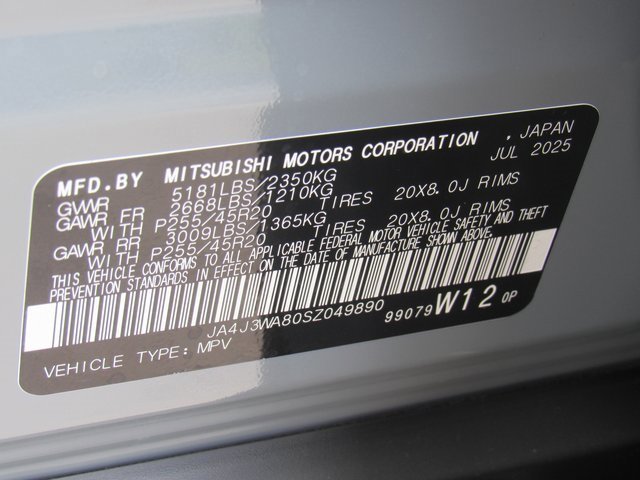 MFD.BY MITSUBISHI MOTORS CORPORATION , JAPAN
GVWR 5181LBS/2350KG JUL 2025
GAWR FR 2668LBS/1210KG
WITH P255/45R20 TIRES 20X8.0J RIMS
GAWR RR 3009LBS/1365KG
WITH P255/45R20 TIRES 20X8.0J RIMS
THIS VEHICLE CONFORMS TO ALL APPLICABLE FEDERAL MOTOR VEHICLE SAFETY AND THEFT
PREVENTION STANDARDS IN EFFECT ON THE DATE OF MANUFACTURE SHOWN ABOVE.
JA4J3WA80SZ049890
VEHICLE TYPE: MPV 99079 W12 0P